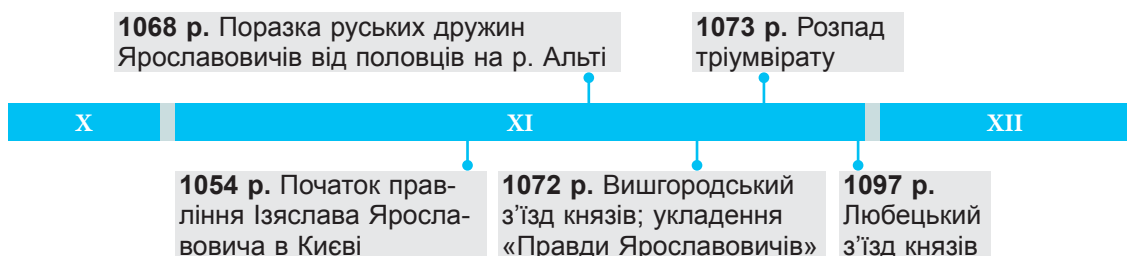 1068 р. Поразка руських дружин
Ярославовичів від половців на р. Альті
1073 р. Розпад
тріумвірату
X
XI
XII
1054 р. Початок прав-
ління Ізяслава Яросла-
вовича в Києві
1072 р. Вишгородський
з’їзд князів; укладення
«Правди Ярославовичів»
1097 р.
Любецький
з’їзд князів